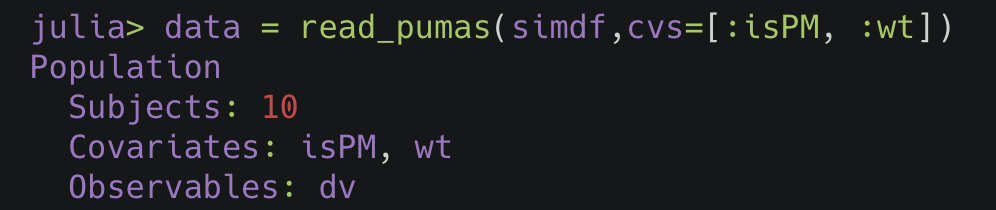 julia> data = read_pumas(simdf,cvs=[:isPM, :wt])
Population
  Subjects: 10
  Covariates: isPM, wt
  Observables: dv